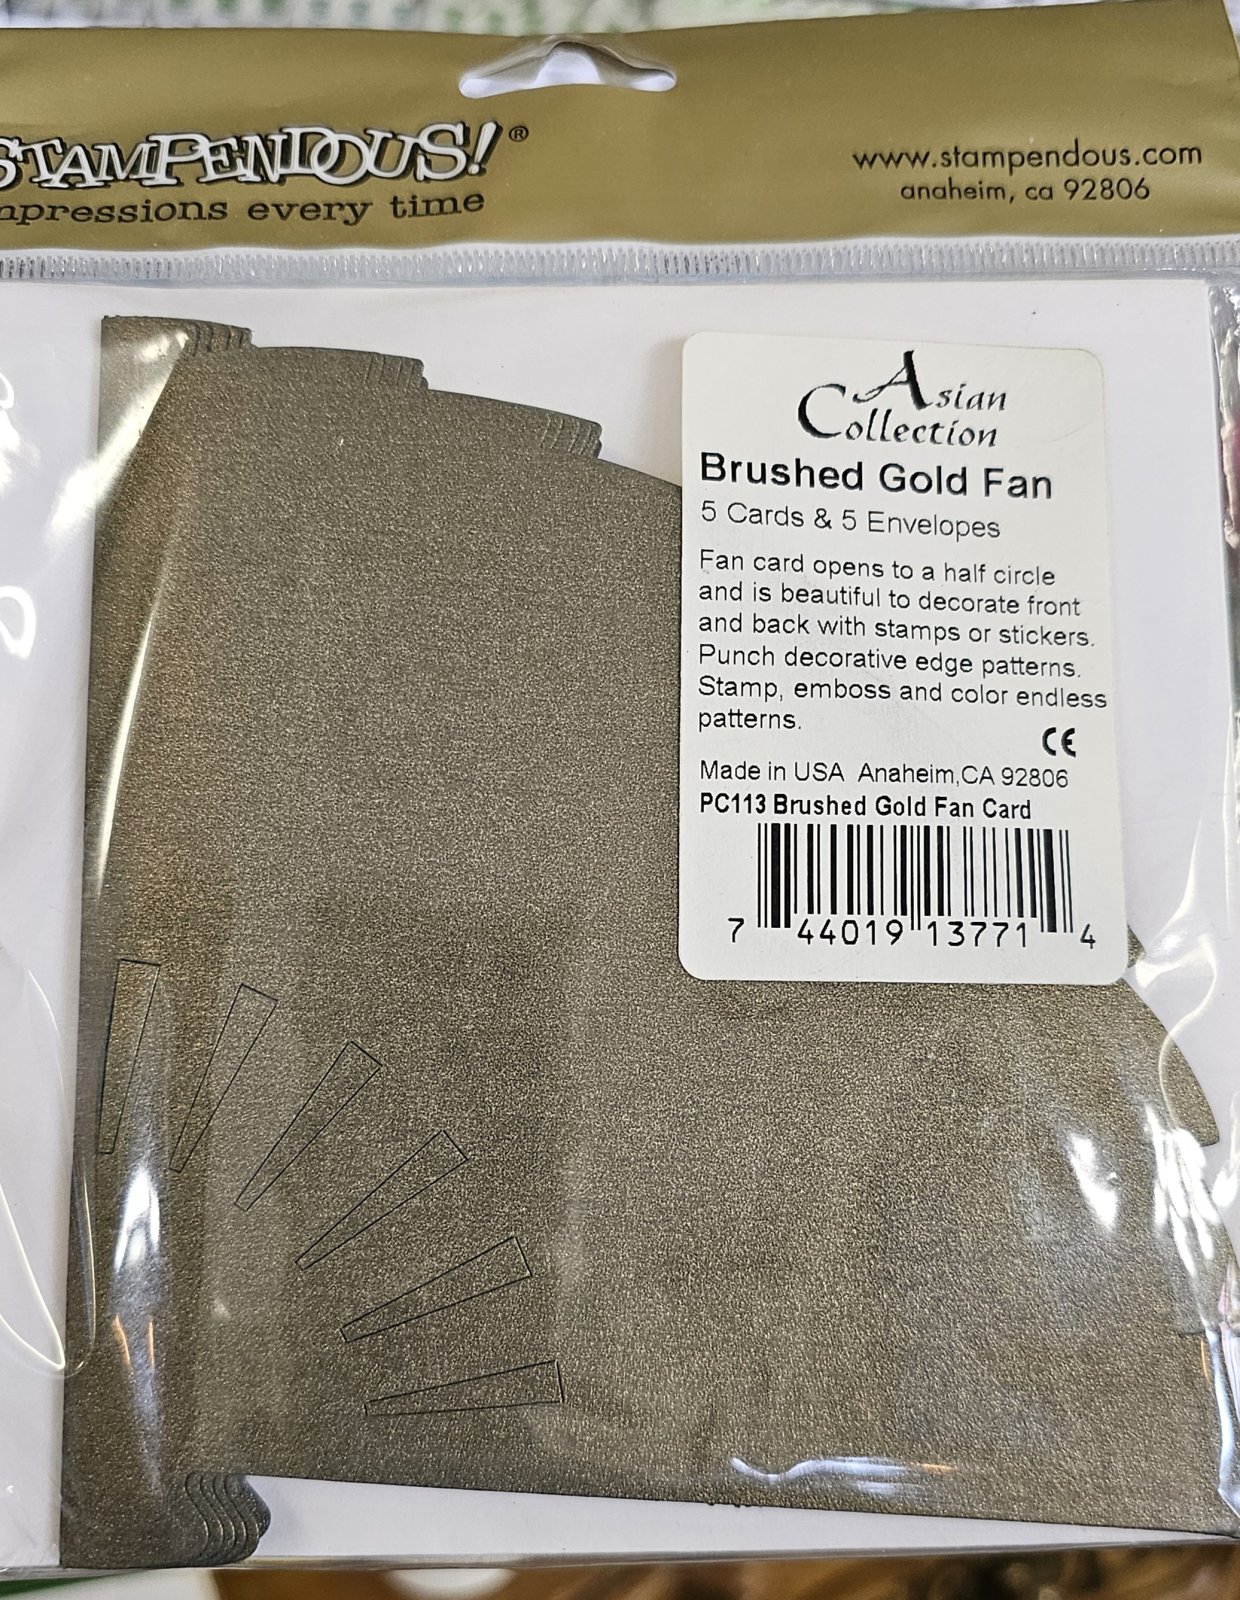 STAMPENDOUS!®
impressions every time
www.stampendous.com
anaheim, ca 92806
Asian
Collection
Brushed Gold Fan
5 Cards & 5 Envelopes
Fan card opens to a half circle
and is beautiful to decorate front
and back with stamps or stickers.
Punch decorative edge patterns.
Stamp, emboss and color endless
patterns.
CE
Made in USA Anaheim,CA 92806
PC113 Brushed Gold Fan Card
7 44019 13771 4